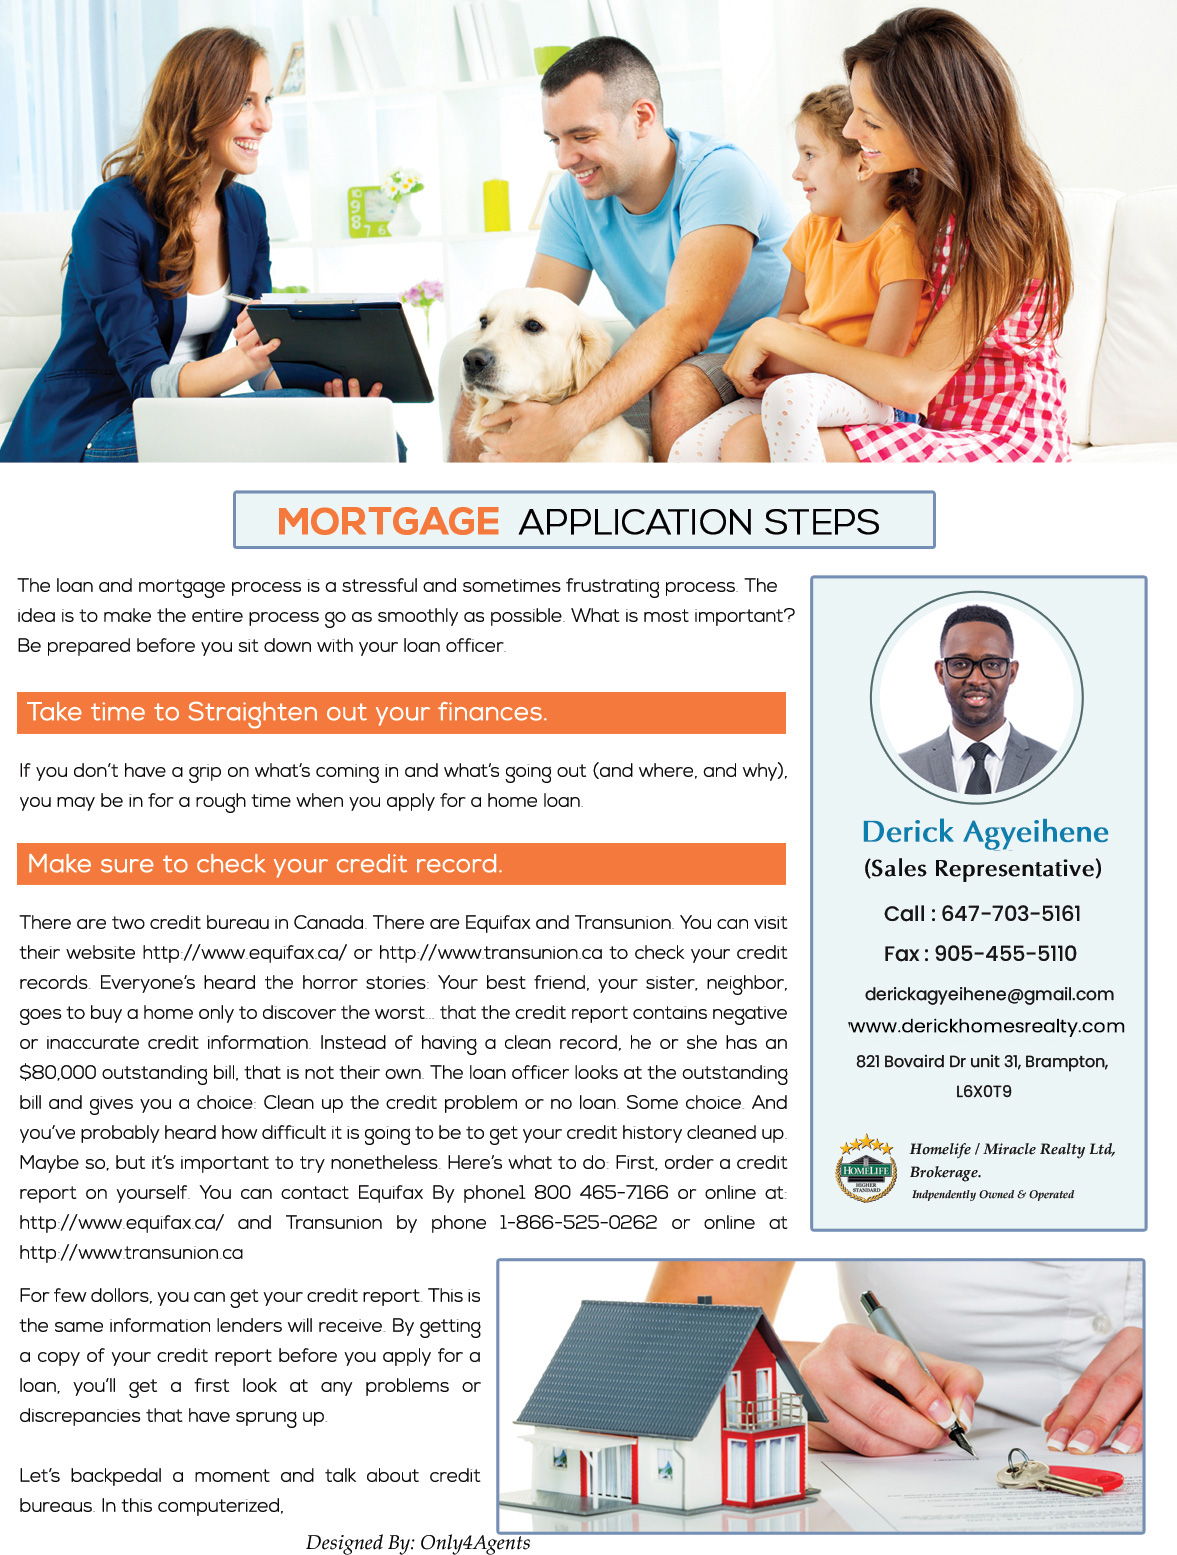 MORTGAGE APPLICATION STEPS
The loan and mortgage process is a stressful and sometimes frustrating process. The
idea is to make the entire process go as smoothly as possible. What is most important?
Be prepared before you sit down with your loan officer.
Take time to Straighten out your finances.
If you don't have a grip on what's coming in and what's going out (and where, and why),
you may be in for a rough time when you apply for a home loan.
Make sure to check your credit record.
There are two credit bureau in Canada. There are Equifax and Transunion. You can visit
their website http://www.equifax.ca/ or http://www.transunion.ca to check your credit
records. Everyone's heard the horror stories: Your best friend, your sister, neighbor,
goes to buy a home only to discover the worst... that the credit report contains negative
or inaccurate credit information. Instead of having a clean record, he or she has an
$80,000 outstanding bill, that is not their own. The loan officer looks at the outstanding
bill and gives you a choice: Clean up the credit problem or no loan. Some choice. And
you've probably heard how difficult it is going to be to get your credit history cleaned up.
Maybe so, but it's important to try nonetheless. Here's what to do: First, order a credit
report on yourself. You can contact Equifax By phone1 800 465-7166 or online at:
http://www.equifax.ca/ and Transunion by phone 1-866-525-0262 or online at
http://www.transunion.ca
For few dollors, you can get your credit report. This is
the same information lenders will receive. By getting
a copy of your credit report before you apply for a
loan, you'll get a first look at any problems or
discrepancies that have sprung up.
Let's backpedal a moment and talk about credit
bureaus. In this computerized,
Derick Agyeihene
(Sales Representative)
Call : 647-703-5161
Fax : 905-455-5110
derickagyeihene@gmail.com
www.derickhomesrealty.com
821 Bovaird Dr unit 31, Brampton,
L6X0T9
HOMELIFE
HIGHER
STANDARD
Homelife / Miracle Realty Ltd,
Brokerage.
Indpendently Owned & Operated
10
9
8
7 6
Designed By: Only4Agents